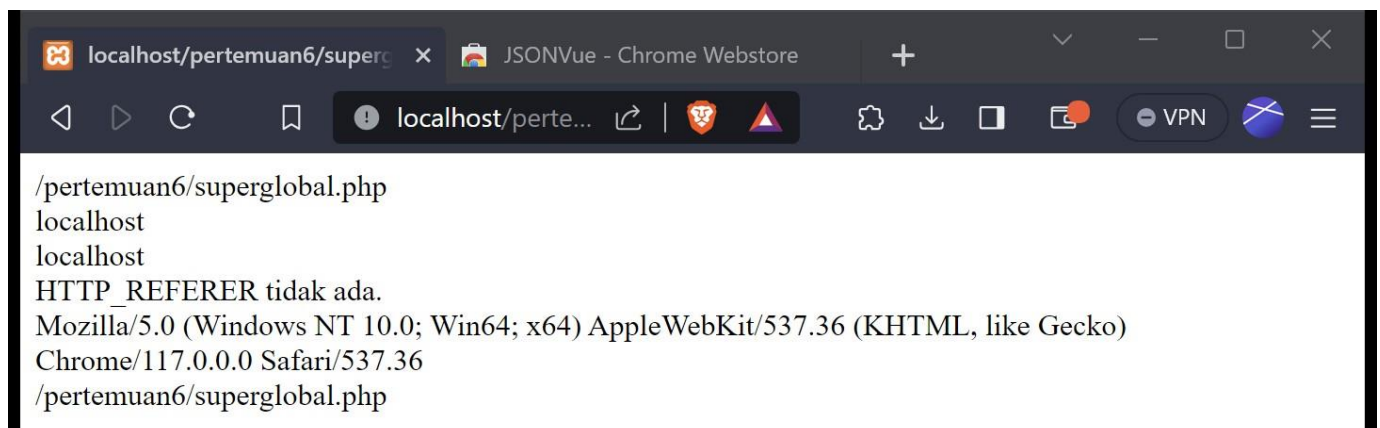 localhost/pertemuan6/superg
JSONVue - Chrome Webstore
localhost/perte...
VPN
/pertemuan6/superglobal.php
localhost
localhost
HTTP_REFERER tidak ada.
Mozilla/5.0 (Windows NT 10.0; Win64; x64) AppleWebKit/537.36 (KHTML, like Gecko)
Chrome/117.0.0.0 Safari/537.36
/pertemuan6/superglobal.php